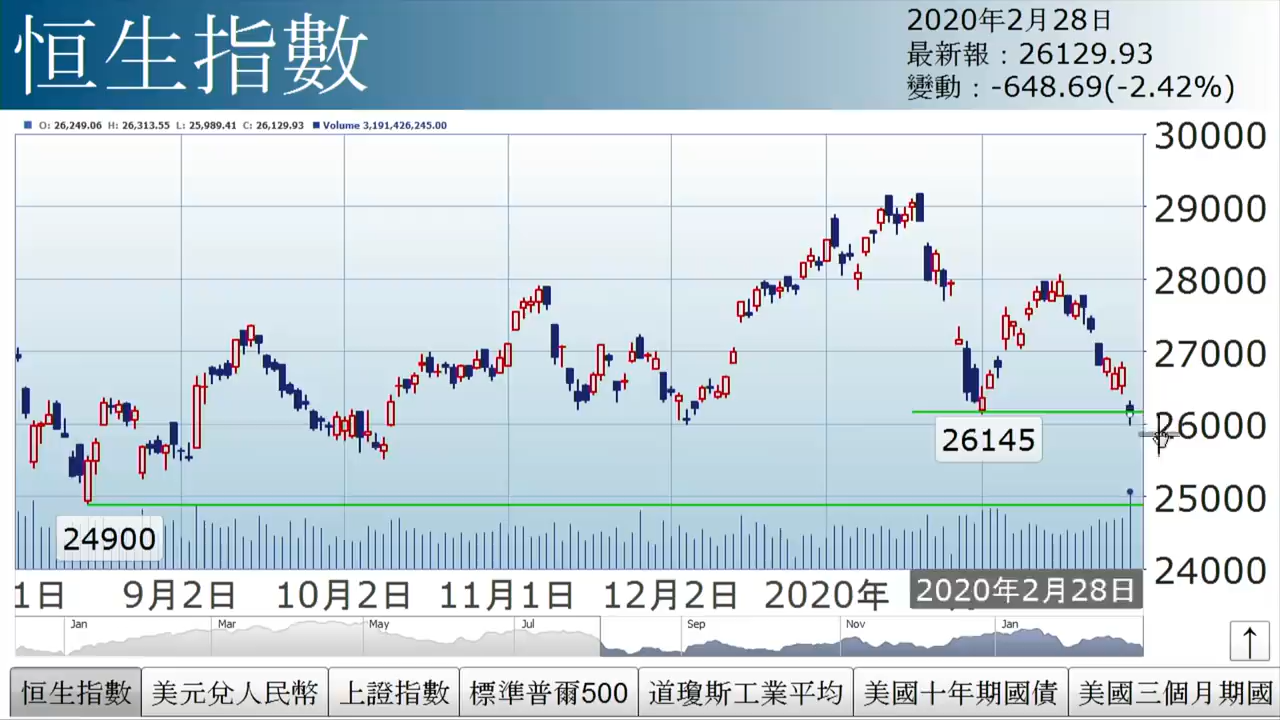 恒生指數
2020年2月28日
最新報：26129.93
變動：-648.69(-2.42%)
O: 26,249.06 H: 26,313.55 L: 25,989.41 C: 26,129.93 Volume 3,191,426,245.00
30000
29000
28000
27000
26000
25000
24000
26145
24900
1日 9月2日 10月2日 11月1日 12月2日 2020年 2020年2月28日
Jan Mar May Jul Sep Nov Jan
↑
恒生指數 美元兌人民幣 上證指數 標準普爾500 道瓊斯工業平均 美國十年期國債 美國三個月期國